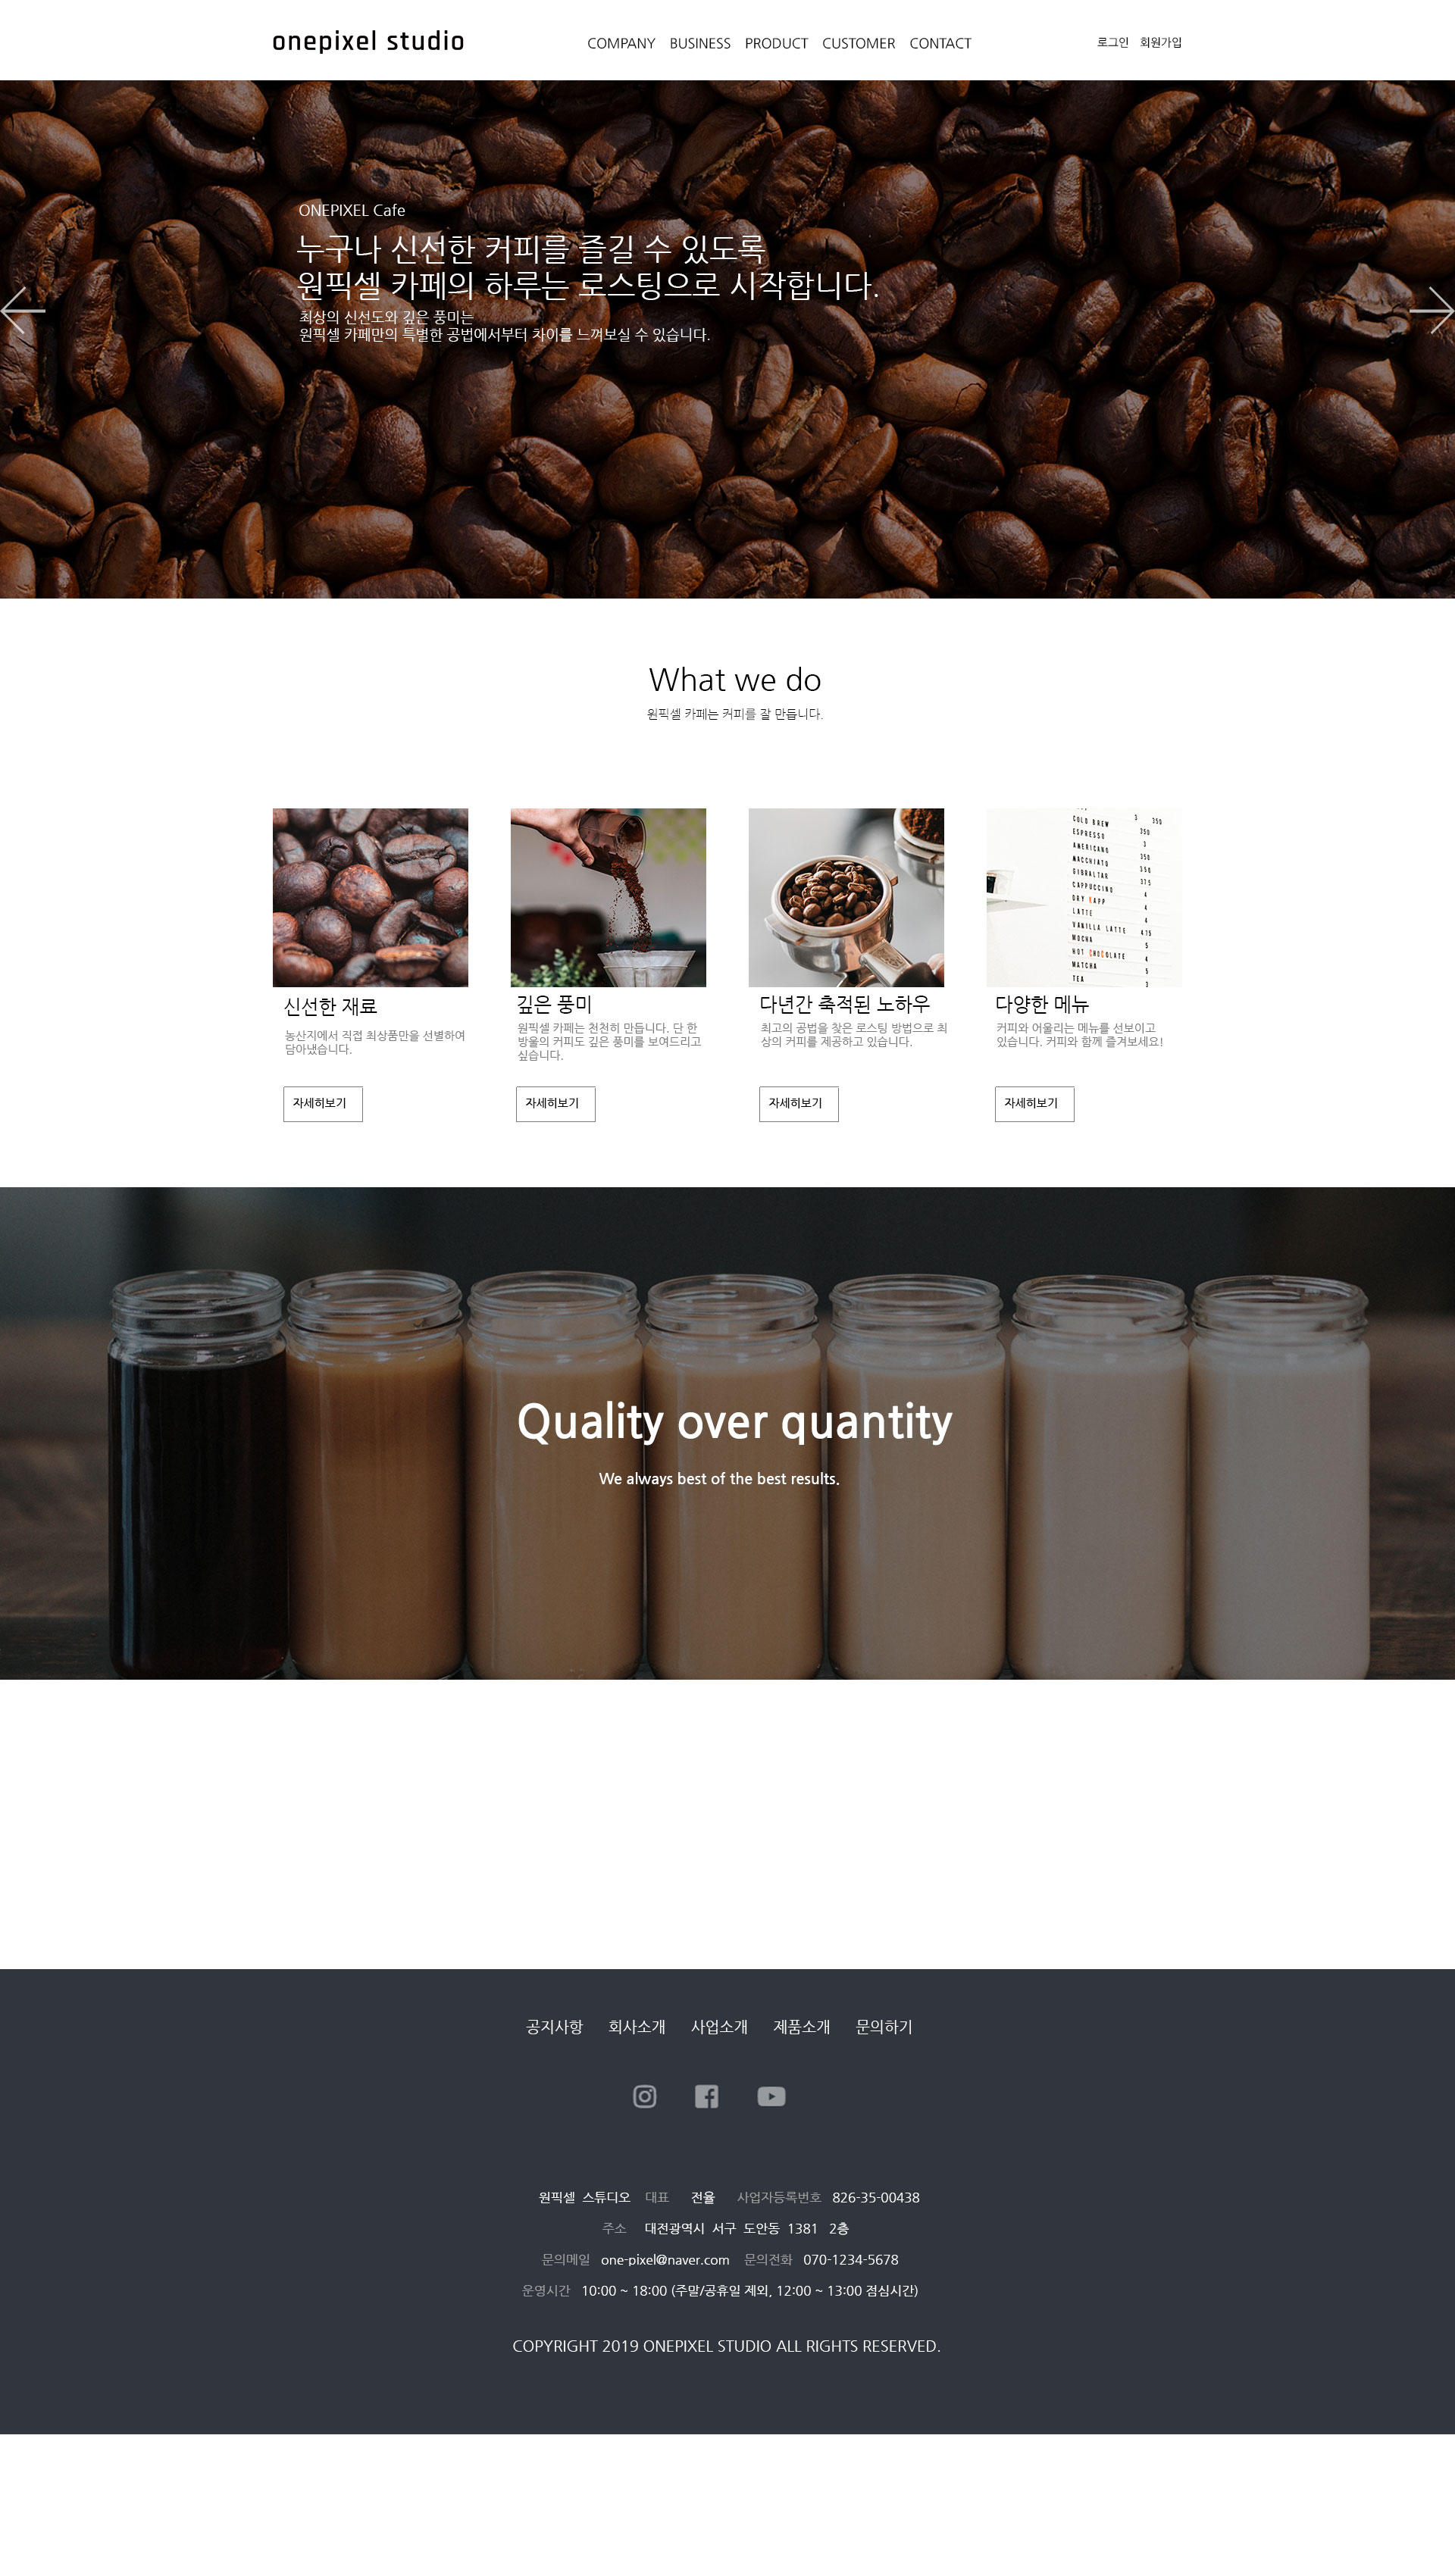 onepixel studio
COMPANY BUSINESS PRODUCT CUSTOMER CONTACT
로그인 회원가입
ONEPIXEL Cafe
누구나 신선한 커피를 즐길 수 있도록
원픽셀 카페의 하루는 로스팅으로 시작합니다.
최상의 신선도와 깊은 풍미는
원픽셀 카페만의 특별한 공법에서부터 차이를 느껴보실 수 있습니다.
What we do
원픽셀 카페는 커피를 잘 만듭니다.
COLD BREW 3 350
ESPRESSO 250
AMERICANO 3
MACCHIATO 350
GIBRALTAR 350
CAPPUCCINO 375
DRY KAPP 4
LATTE 4
VANILLA LATTE 4 475
MOCHA 5
HOT CHOCOLATE 4
MATCHA 5
TEA 3
신선한 재료
농산지에서 직접 최상품만을 선별하여
담아냈습니다.
자세히보기
깊은 풍미
원픽셀 카페는 천천히 만듭니다. 단 한
방울의 커피도 깊은 풍미를 보여드리고
싶습니다.
자세히보기
다년간 축적된 노하우
최고의 공법을 찾은 로스팅 방법으로 최
상의 커피를 제공하고 있습니다.
자세히보기
다양한 메뉴
커피와 어울리는 메뉴를 선보이고
있습니다. 커피와 함께 즐겨보세요!
자세히보기
Quality over quantity
We always best of the best results.
공지사항 회사소개 사업소개 제품소개 문의하기
원픽셀 스튜디오 대표 전율 사업자등록번호 826-35-00438
주소 대전광역시 서구 도안동 1381 2층
문의메일 one-pixel@naver.com 문의전화 070-1234-5678
운영시간 10:00 ~ 18:00 (주말/공휴일 제외, 12:00 ~ 13:00 점심시간)
COPYRIGHT 2019 ONEPIXEL STUDIO ALL RIGHTS RESERVED.